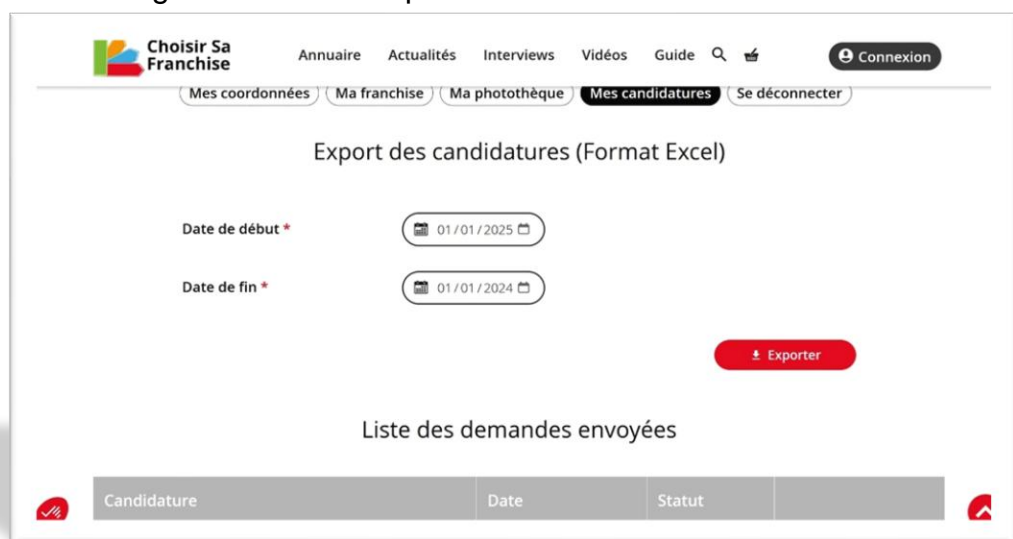 Choisir Sa
Franchise
Annuaire Actualités Interviews Vidéos Guide Connexion
Mes coordonnées Ma franchise Ma photothèque Mes candidatures Se déconnecter
Export des candidatures (Format Excel)
Date de début * 01/01/2025
Date de fin * 01/01/2024
Exporter
Liste des demandes envoyées
Candidature Date Statut